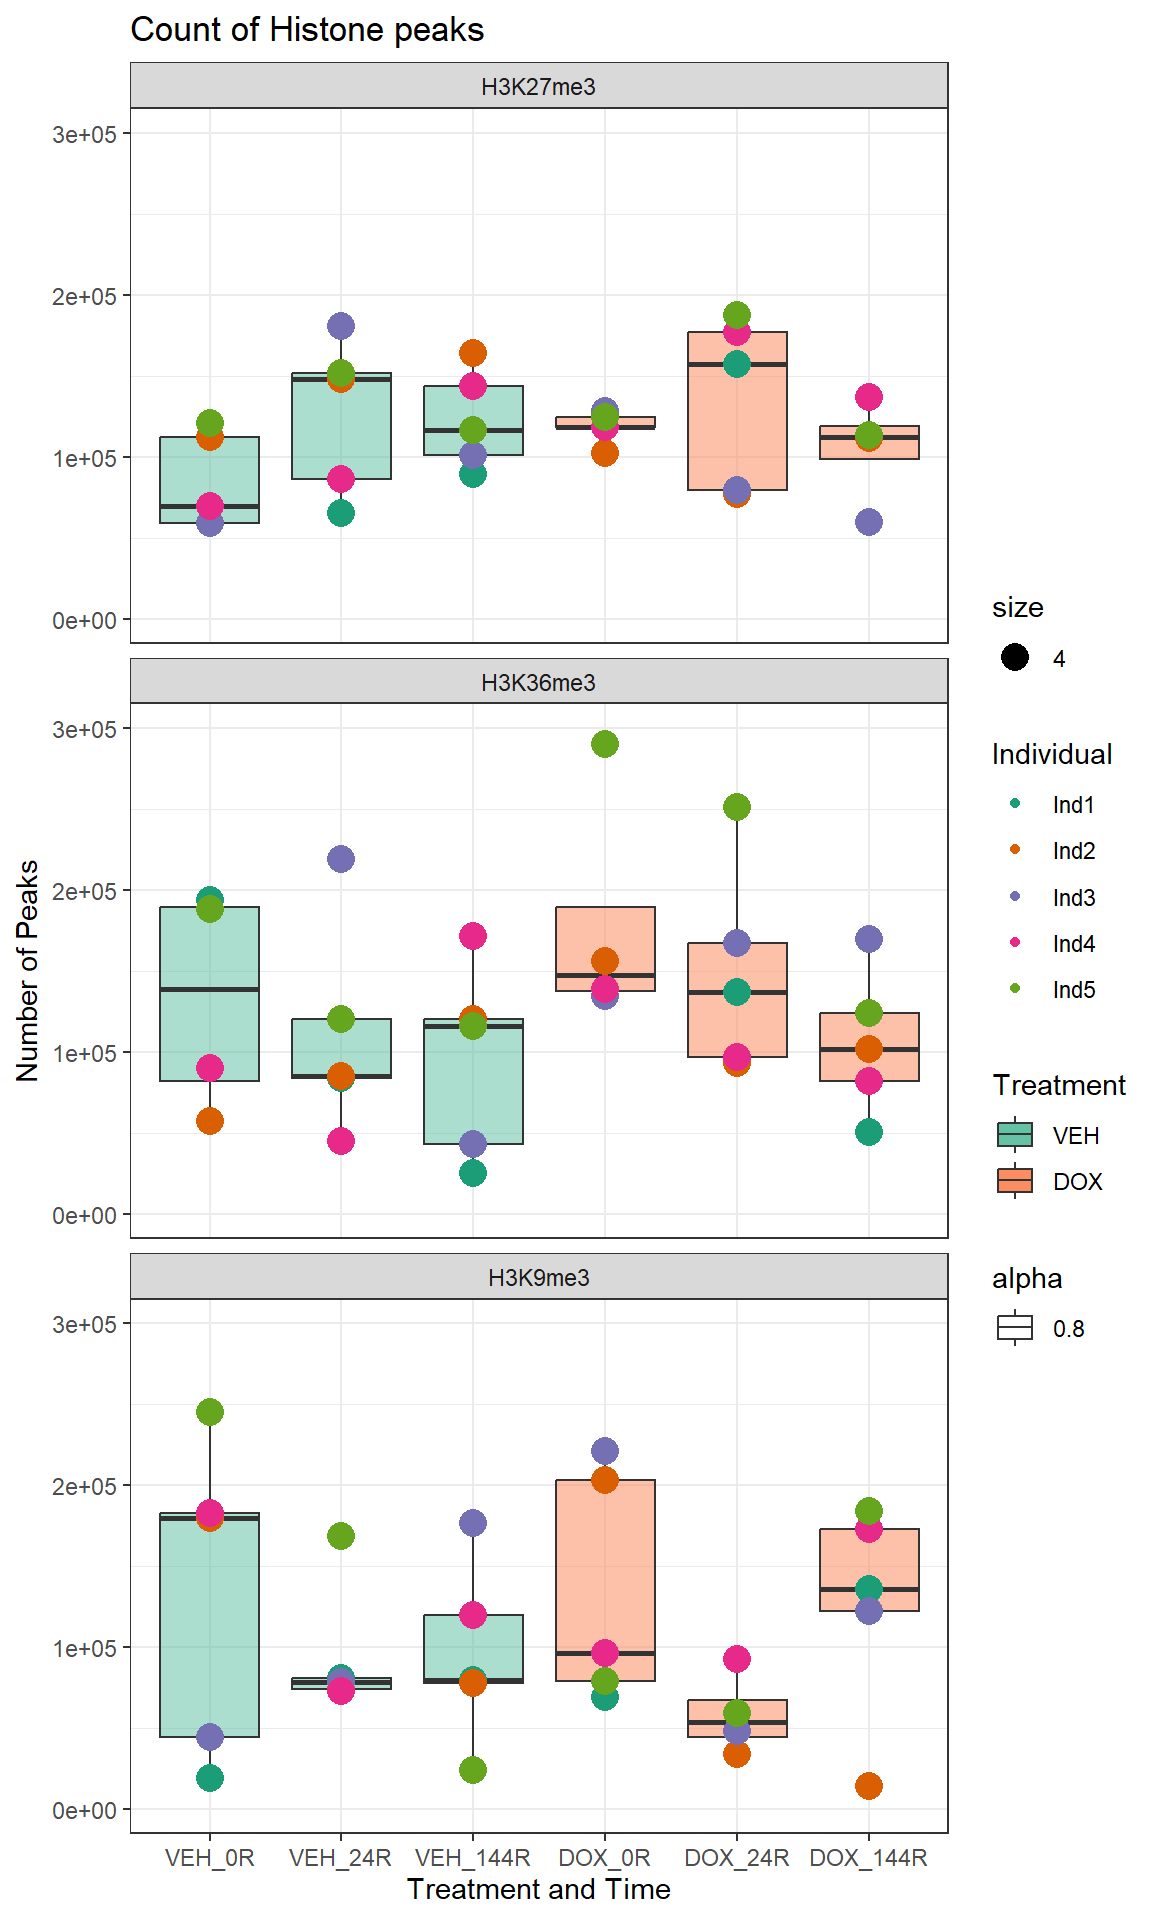 Count of Histone peaks
H3K27me3
3e+05
2e+05
1e+05
0e+00
H3K36me3
3e+05
2e+05
1e+05
0e+00
H3K9me3
3e+05
2e+05
1e+05
0e+00
VEH_0R VEH_24R VEH_144R DOX_0R DOX_24R DOX_144R
Treatment and Time
Number of Peaks
size
4
Individual
Ind1
Ind2
Ind3
Ind4
Ind5
Treatment
VEH
DOX
alpha
0.8